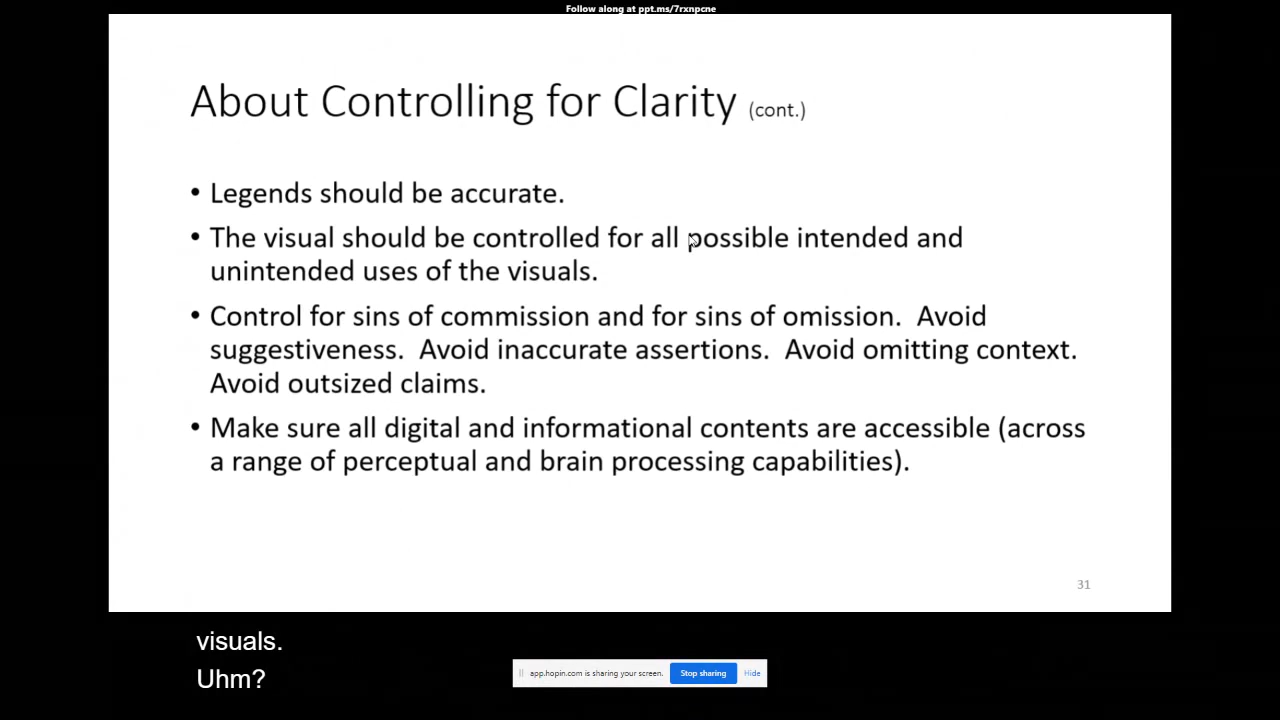 Follow along at ppt.ms/7rxnpcne
About Controlling for Clarity (cont.)
• Legends should be accurate.
• The visual should be controlled for all possible intended and
unintended uses of the visuals.
• Control for sins of commission and for sins of omission.  Avoid
suggestiveness.  Avoid inaccurate assertions.  Avoid omitting context.
Avoid outsized claims.
• Make sure all digital and informational contents are accessible (across
a range of perceptual and brain processing capabilities).
31
visuals.
Uhm?
app.hopin.com is sharing your screen. Stop sharing Hide